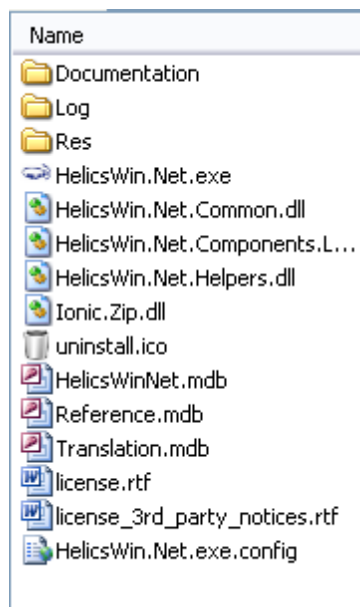 Name
Documentation
Log
Res
HelicsWin.Net.exe
HelicsWin.Net.Common.dll
HelicsWin.Net.Components.L...
HelicsWin.Net.Helpers.dll
Ionic.Zip.dll
uninstall.ico
HelicsWinNet.mdb
Reference.mdb
Translation.mdb
license.rtf
license_3rd_party_notices.rtf
HelicsWin.Net.exe.config